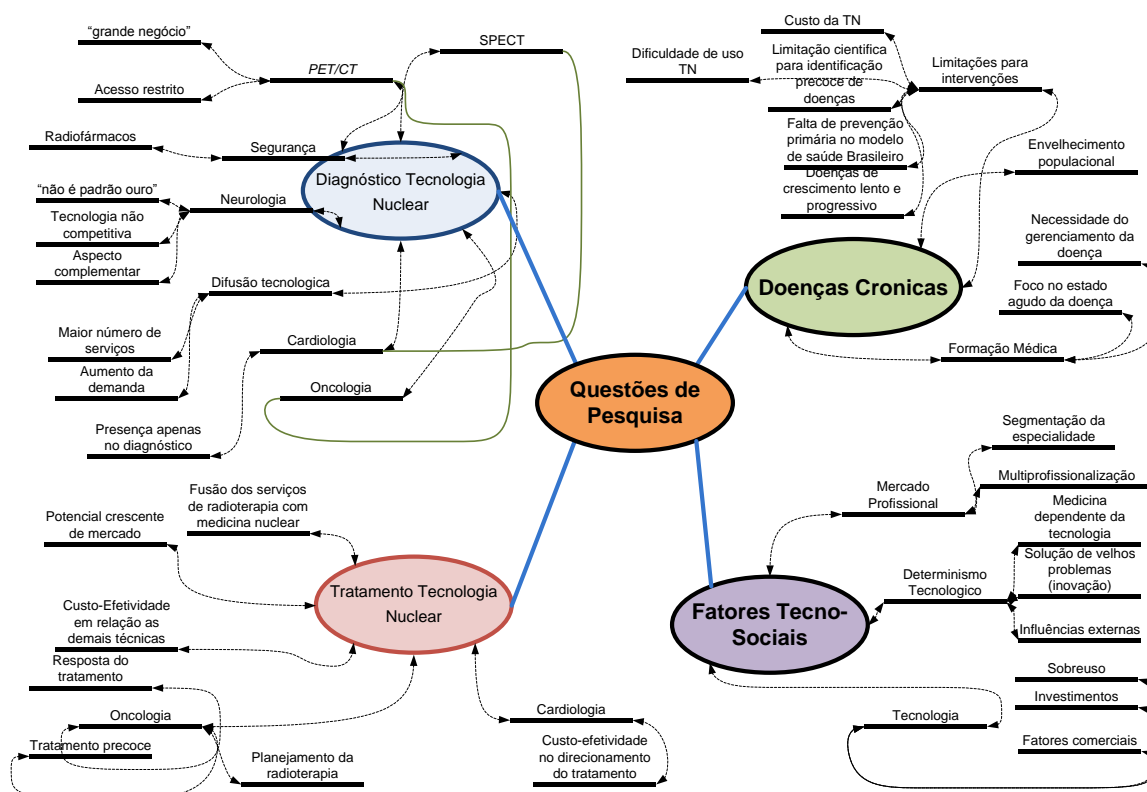 “grande negócio”
PET/CT
Acesso restrito
SPECT
Radiofármacos
Segurança
“não é padrão ouro”
Neurologia
Tecnologia não
competitiva
Aspecto
complementar
Diagnóstico Tecnologia
Nuclear
Difusão tecnologica
Maior número de
serviços
Aumento da
demanda
Cardiologia
Oncologia
Presença apenas
no diagnóstico
Custo da TN
Dificuldade de uso
TN
Limitação cientifica
para identificação
precoce de
doenças
Limitações para
intervenções
Falta de prevenção
primária no modelo
de saúde Brasileiro
Doenças de
crescimento lento e
progressivo
Envelhecimento
populacional
Necessidade do
gerenciamento da
doença
Doenças Cronicas
Foco no estado
agudo da doença
Formação Médica
Questões de
Pesquisa
Fusão dos serviços
de radioterapia com
medicina nuclear
Potencial crescente
de mercado
Tratamento Tecnologia
Nuclear
Custo-Efetividade
em relação as
demais técnicas
Resposta do
tratamento
Oncologia
Tratamento precoce
Planejamento da
radioterapia
Cardiologia
Custo-efetividade
no direcionamento
do tratamento
Segmentação da
especialidade
Mercado
Profissional
Multiprofissionalização
Medicina
dependente da
tecnologia
Determinismo
Tecnologico
Solução de velhos
problemas
(inovação)
Influências externas
Fatores Tecno-
Sociais
Sobreuso
Investimentos
Tecnologia
Fatores comerciais